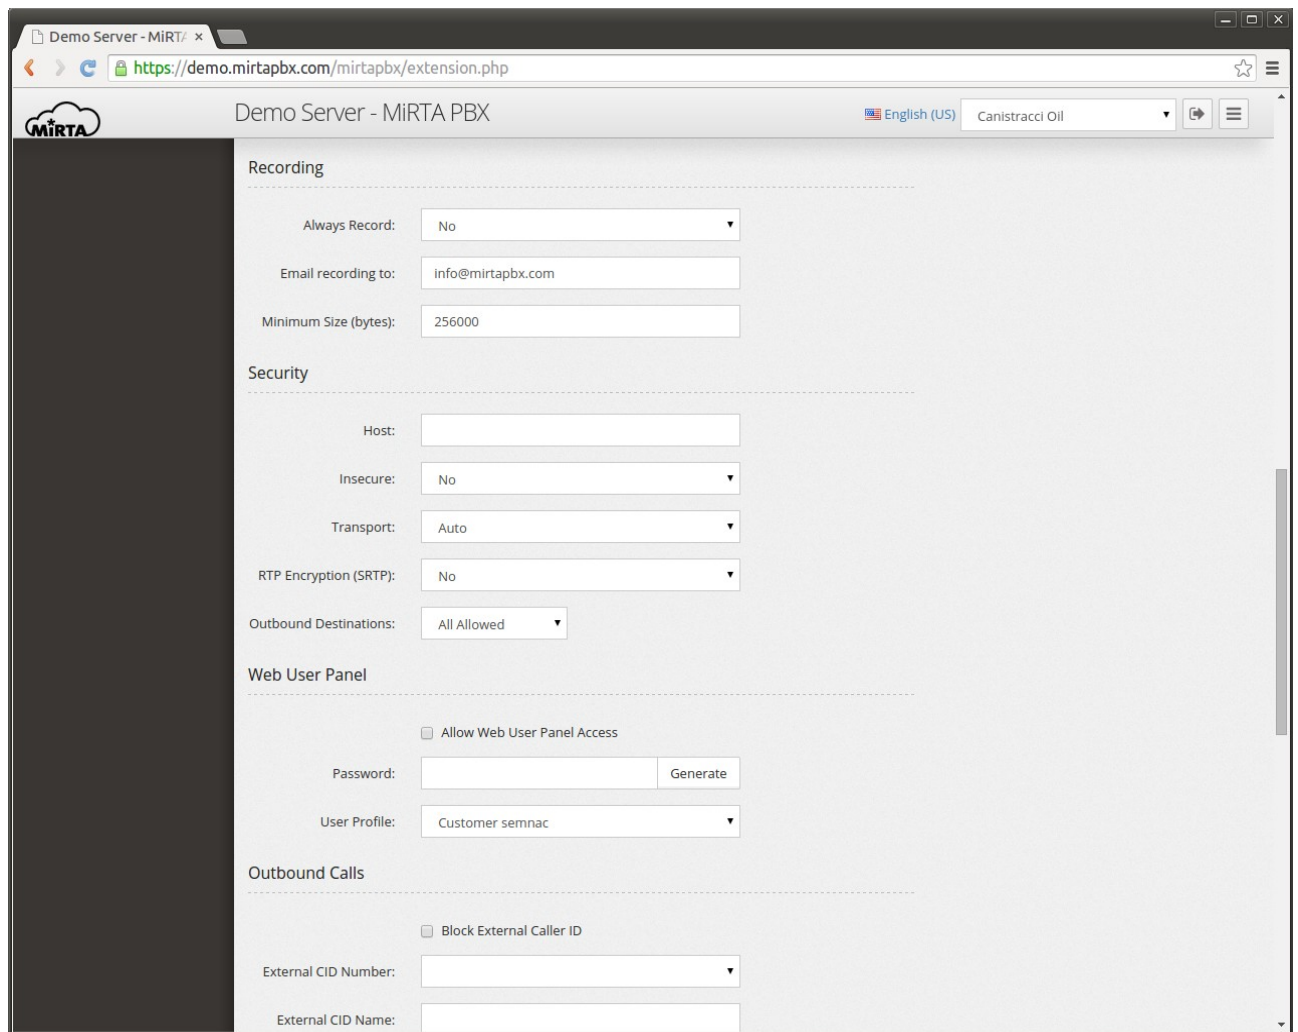 Demo Server - MiRTA
https://demo.mirtapbx.com/mirtapbx/extension.php
MiRTA
Demo Server - MiRTA PBX
English (US)
Canistracci Oil
Recording
Always Record:
No
Email recording to:
info@mirtapbx.com
Minimum Size (bytes):
256000
Security
Host:
Insecure:
No
Transport:
Auto
RTP Encryption (SRTP):
No
Outbound Destinations:
All Allowed
Web User Panel
Allow Web User Panel Access
Password:
Generate
User Profile:
Customer semnac
Outbound Calls
Block External Caller ID
External CID Number:
External CID Name: